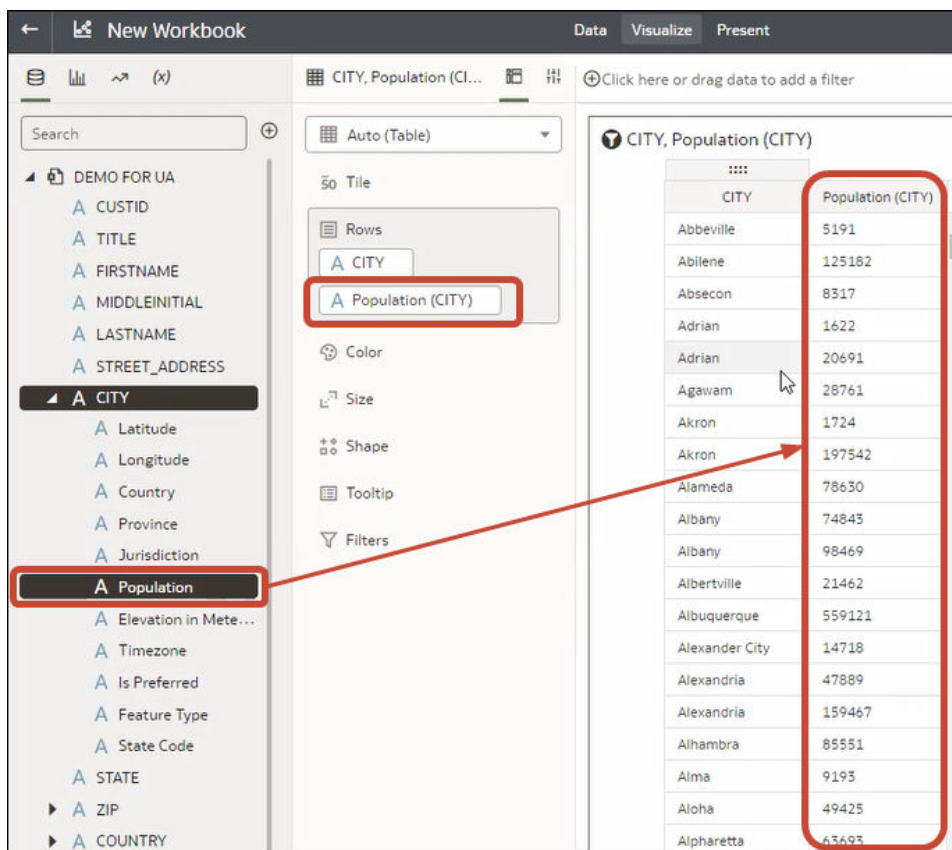 New Workbook
Data Visualize Present
(x)
CITY, Population (CI...
Click here or drag data to add a filter
Search
DEMO FOR UA
A CUSTID
A TITLE
A FIRSTNAME
A MIDDLEINITIAL
A LASTNAME
A STREET_ADDRESS
A CITY
A Latitude
A Longitude
A Country
A Province
A Jurisdiction
A Population
A Elevation in Mete...
A Timezone
A Is Preferred
A Feature Type
A State Code
A STATE
A ZIP
A COUNTRY
Auto (Table)
50 Tile
Rows
A CITY
A Population (CITY)
Color
Size
Shape
Tooltip
Filters
CITY, Population (CITY)
CITY Population (CITY)
Abbeville 5191
Abilene 125182
Absecon 8317
Adrian 1622
Adrian 20691
Agawam 28761
Akron 1724
Akron 197542
Alameda 78630
Albany 74843
Albany 98469
Albertville 21462
Albuquerque 559121
Alexander City 14718
Alexandria 47889
Alexandria 159467
Alhambra 85551
Alma 9193
Aloha 49425
Alpharetta 63693